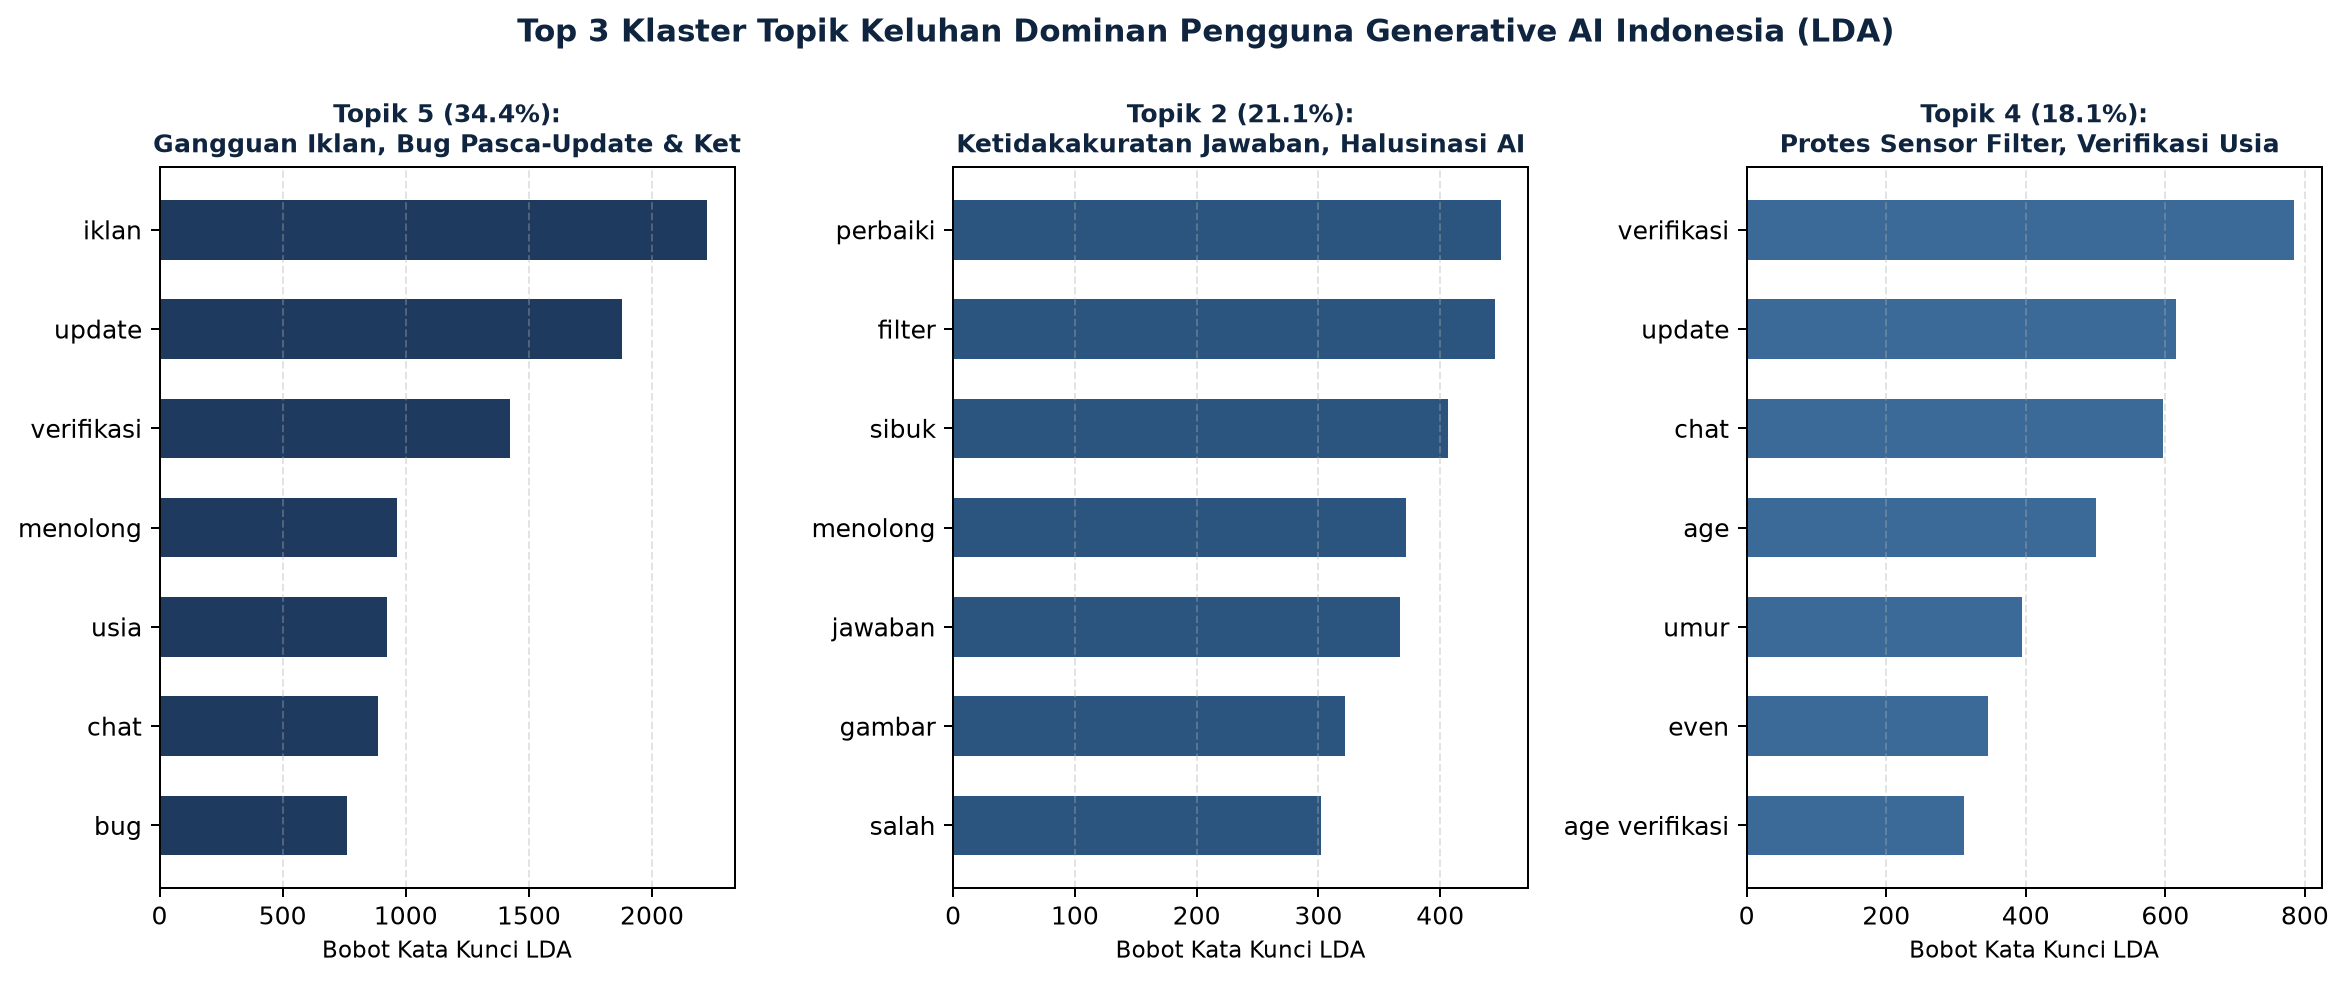 Top 3 Klaster Topik Keluhan Dominan Pengguna Generative AI Indonesia (LDA)
Topik 5 (34.4%):
Gangguan Iklan, Bug Pasca-Update & Ket
iklan
update
verifikasi
menolong
usia
chat
bug
0 500 1000 1500 2000
Bobot Kata Kunci LDA
Topik 2 (21.1%):
Ketidakakuratan Jawaban, Halusinasi AI
perbaiki
filter
sibuk
menolong
jawaban
gambar
salah
0 100 200 300 400
Bobot Kata Kunci LDA
Topik 4 (18.1%):
Protes Sensor Filter, Verifikasi Usia
verifikasi
update
chat
age
umur
even
age verifikasi
0 200 400 600 800
Bobot Kata Kunci LDA